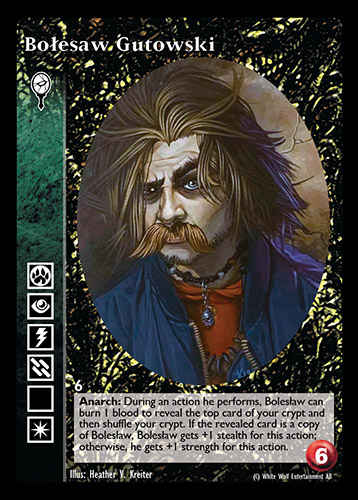 Bołesaw Gutowski
6
Anarch: During an action he performs, Bolesław can
burn 1 blood to reveal the top card of your crypt and
then shuffle your crypt. If the revealed card is a copy
of Bolesław, Bolesław gets +1 stealth for this action;
otherwise, he gets +1 strength for this action.
6
Illus: Heather V. Kreiter
(C) White Wolf Entertainment AB